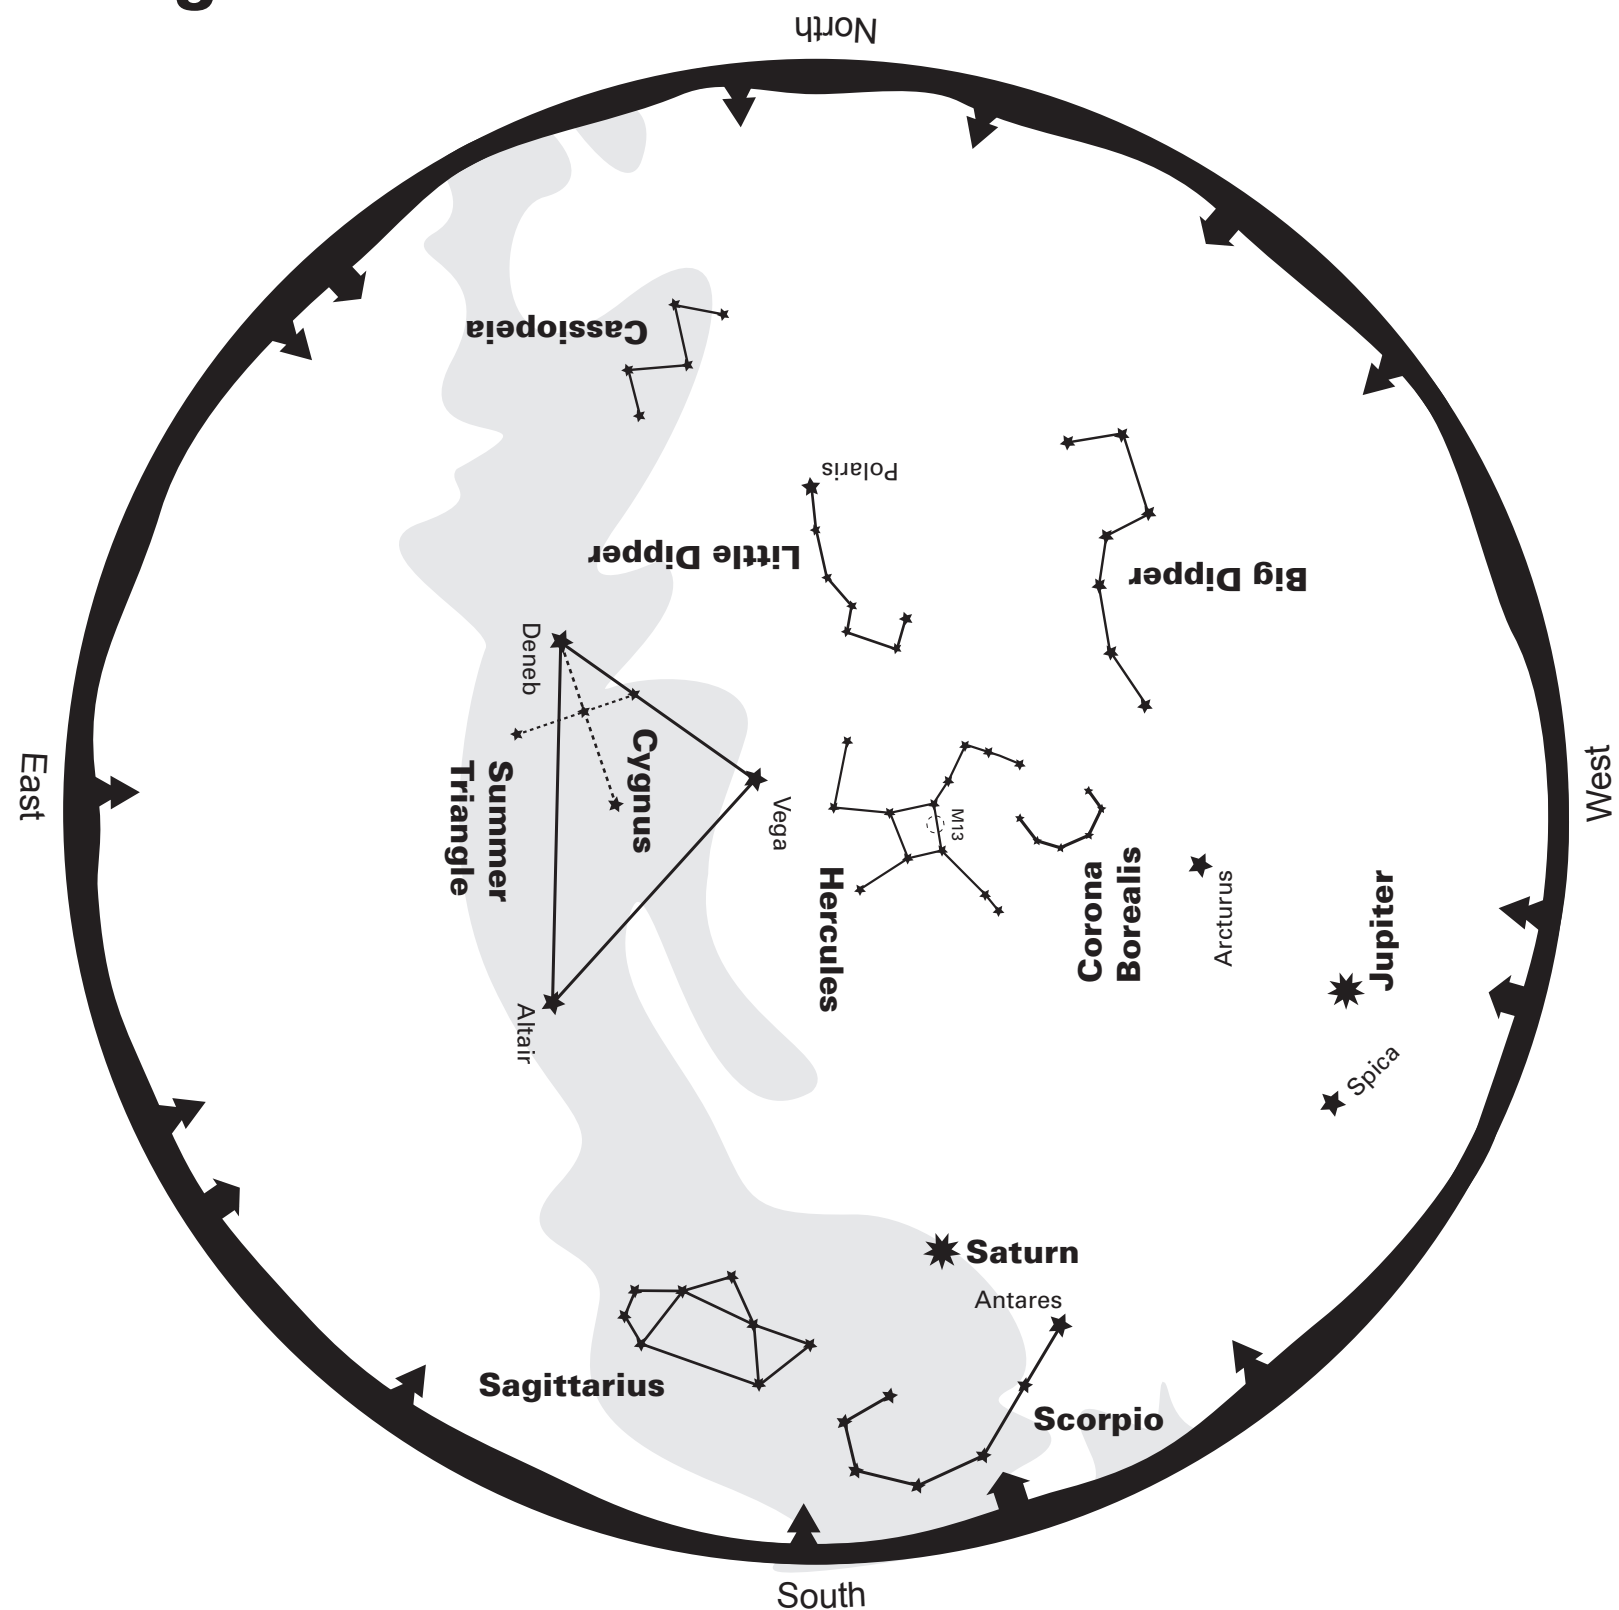 g
North
Cassiopeia
Polaris
Little Dipper
Big Dipper
Deneb
Cygnus
Summer
Triangle
Vega
Altair
M13
Hercules
Corona
Borealis
Arcturus
Jupiter
Spica
East
West
Saturn
Antares
Sagittarius
Scorpio
South